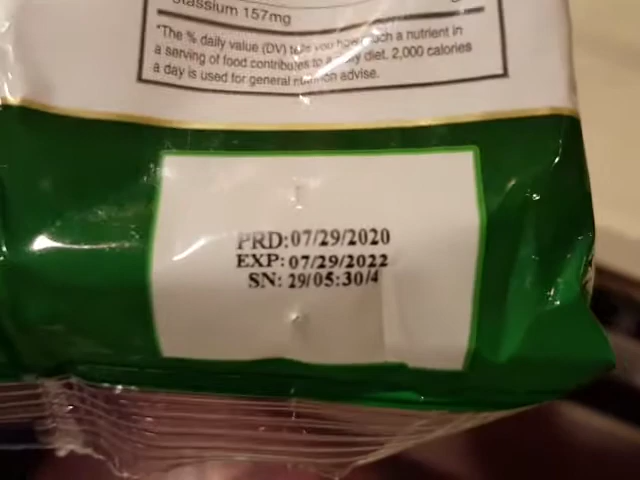 tassium 157mg
*The % daily value (DV) tells you how much a nutrient in
a serving of food contributes to a daily diet. 2,000 calories
a day is used for general nutrition advise.
PRD:07/29/2020
EXP: 07/29/2022
SN: 29/05:30/4